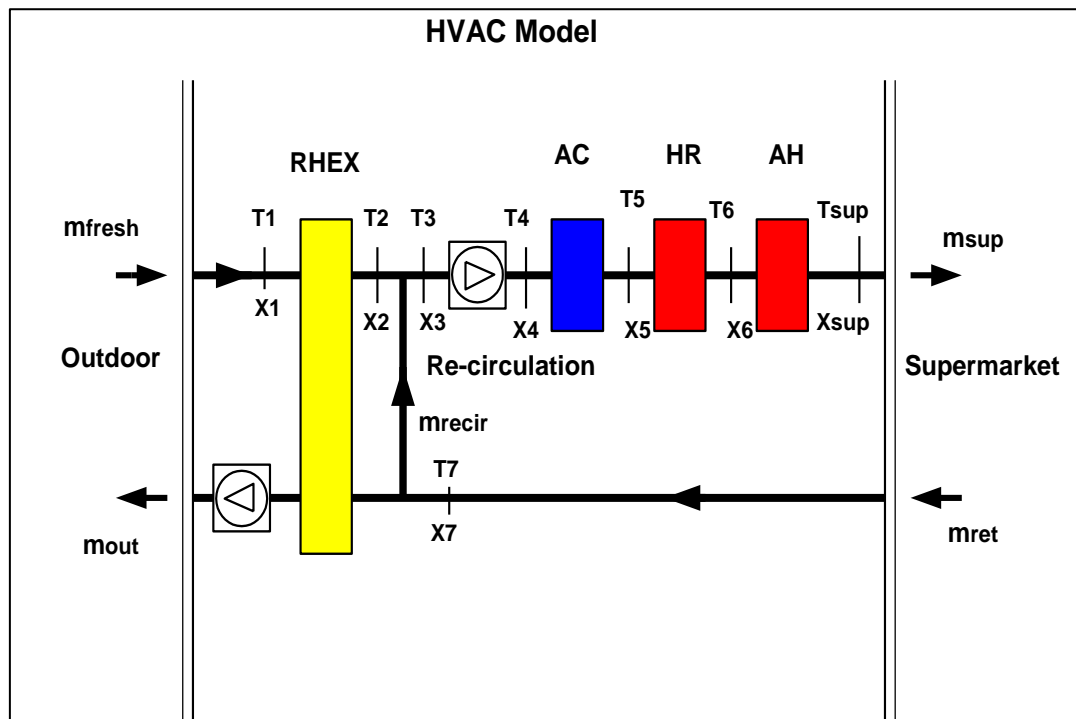 HVAC Model
RHEX
AC
HR
AH
mfresh
T1
T2
T3
T4
T5
T6
Tsup
msup
X1
X2
X3
X4
X5
X6
Xsup
Outdoor
Re-circulation
Supermarket
mrecir
T7
X7
mout
mret